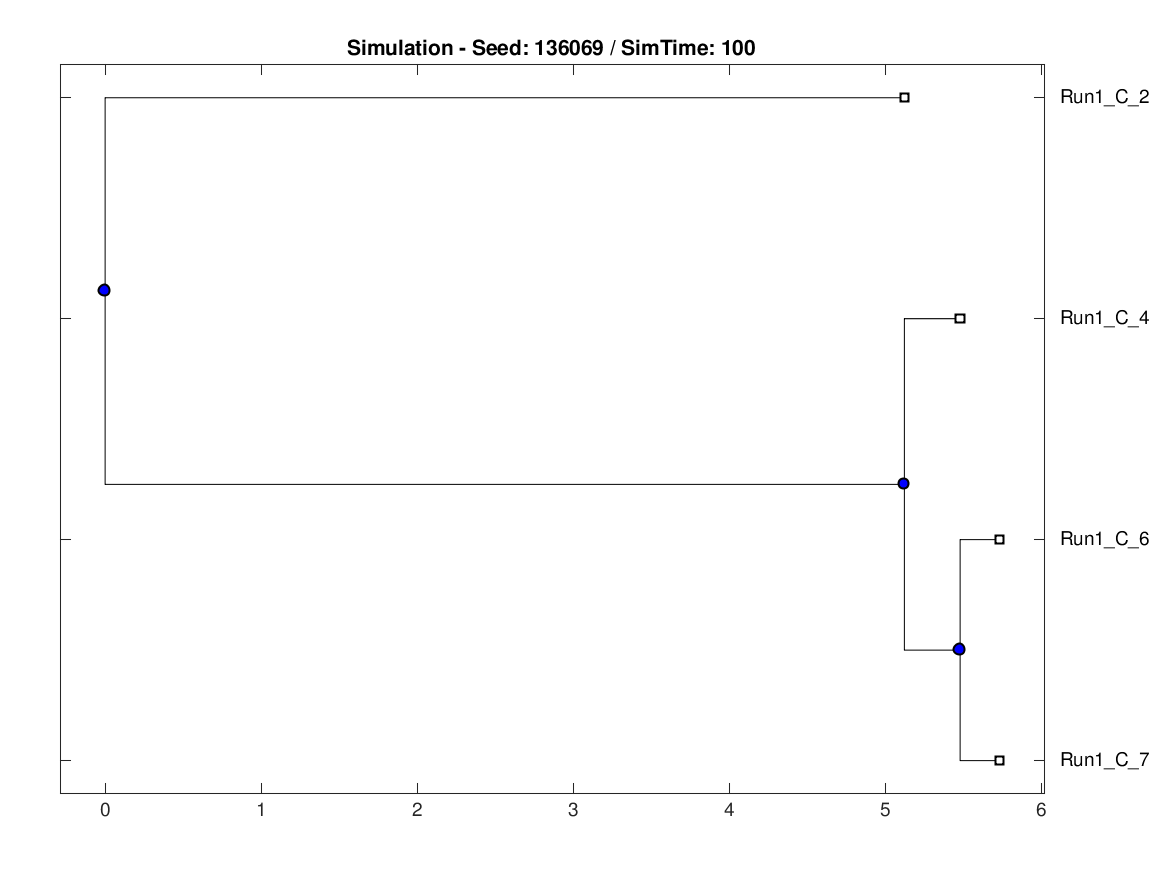 Simulation - Seed: 136069 / SimTime: 100
Run1_C_2
Run1_C_4
Run1_C_6
Run1_C_7
0 1 2 3 4 5 6